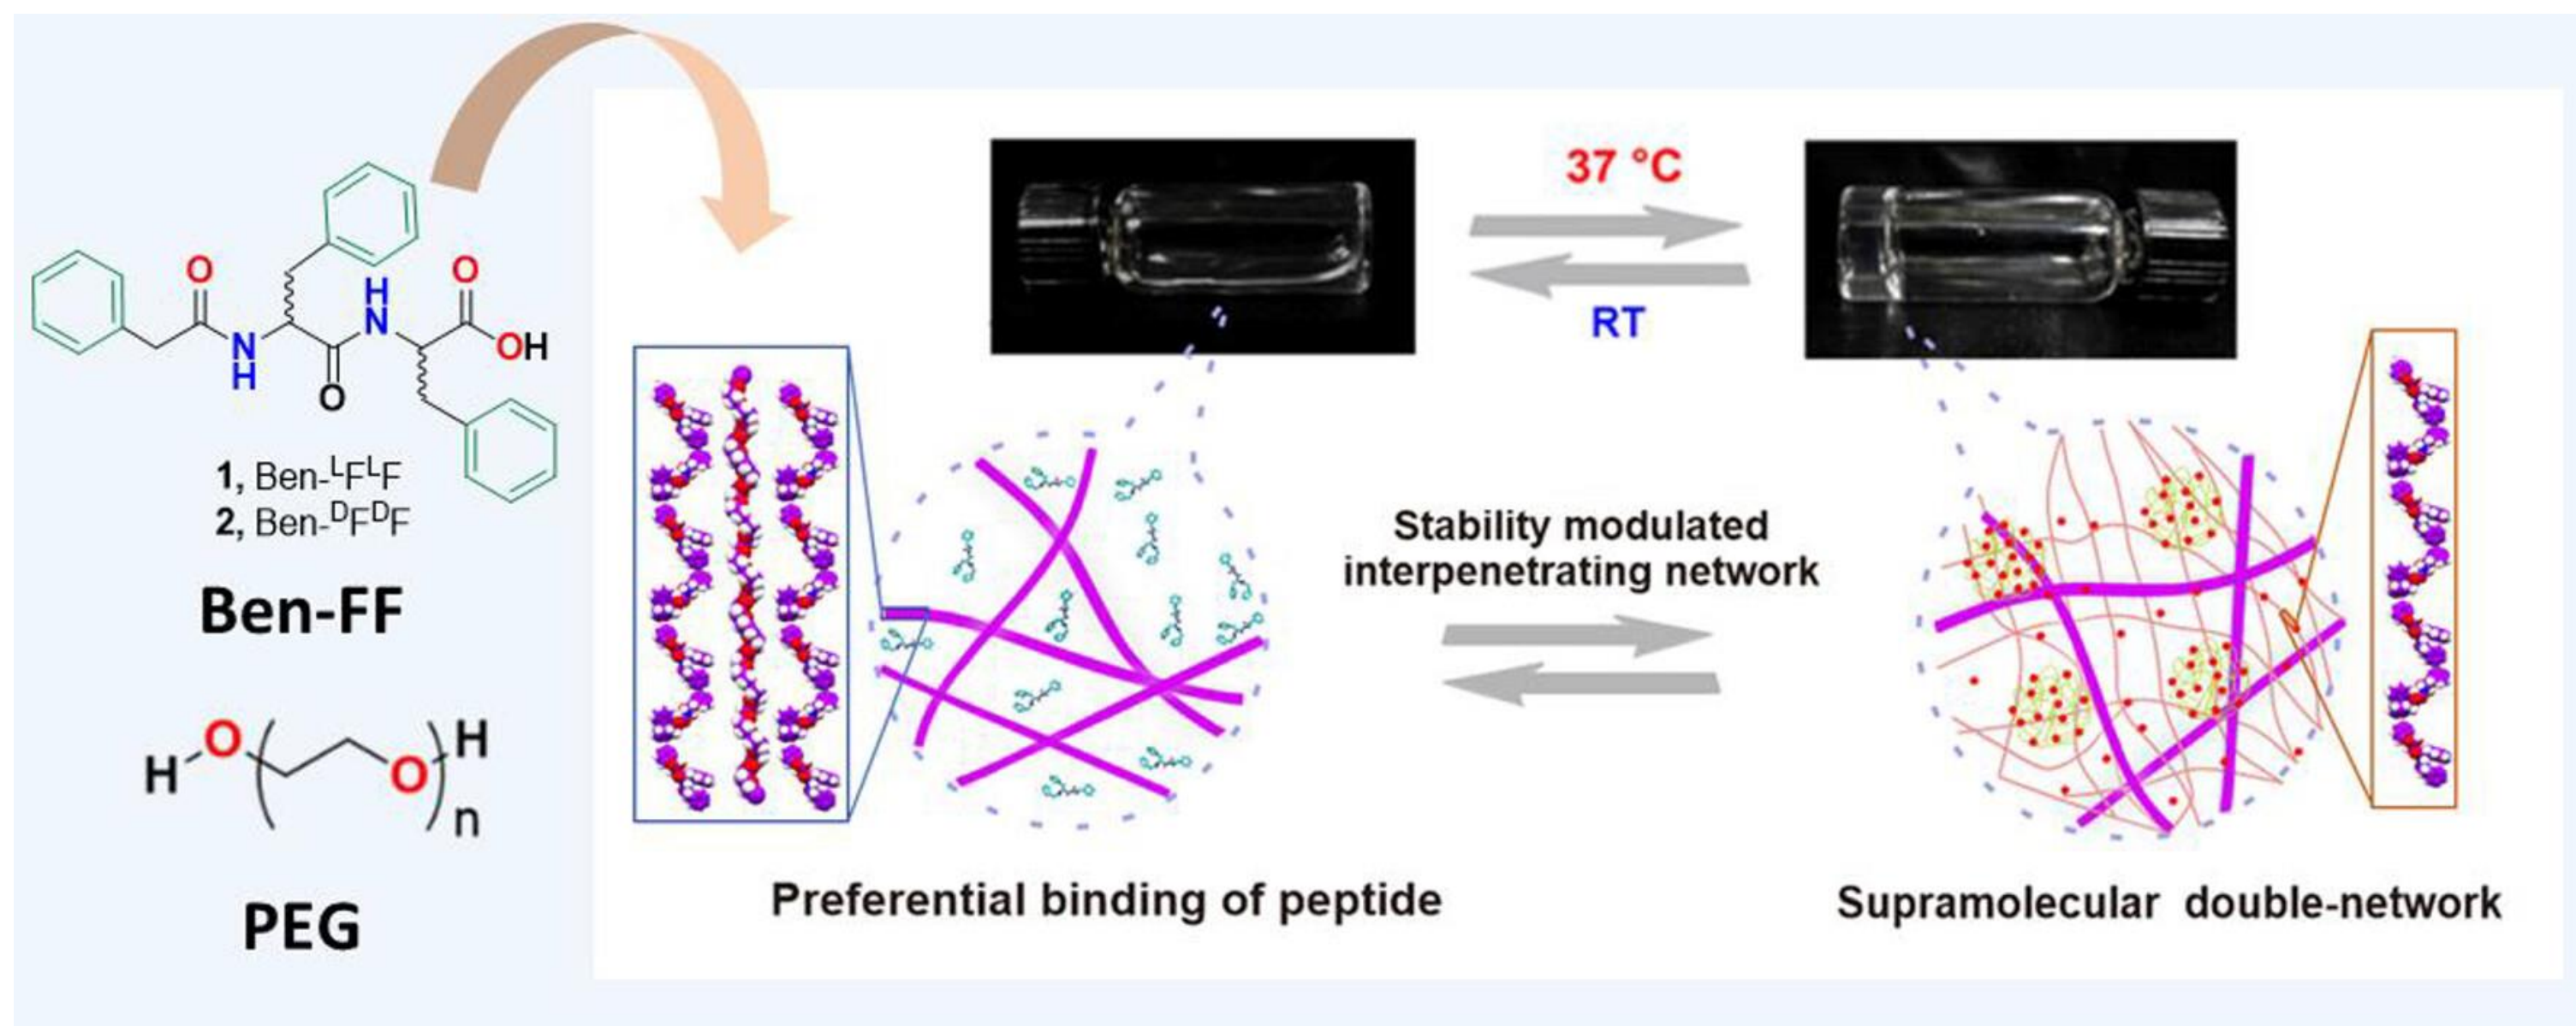 O
N
H
O
H
N
O
OH
1, Ben-ᴸFᴸF
2, Ben-ᴰFᴰF
Ben-FF
H
O
(
O
)
H
n
PEG
37 °C
RT
Stability modulated
interpenetrating network
Preferential binding of peptide
Supramolecular double-network